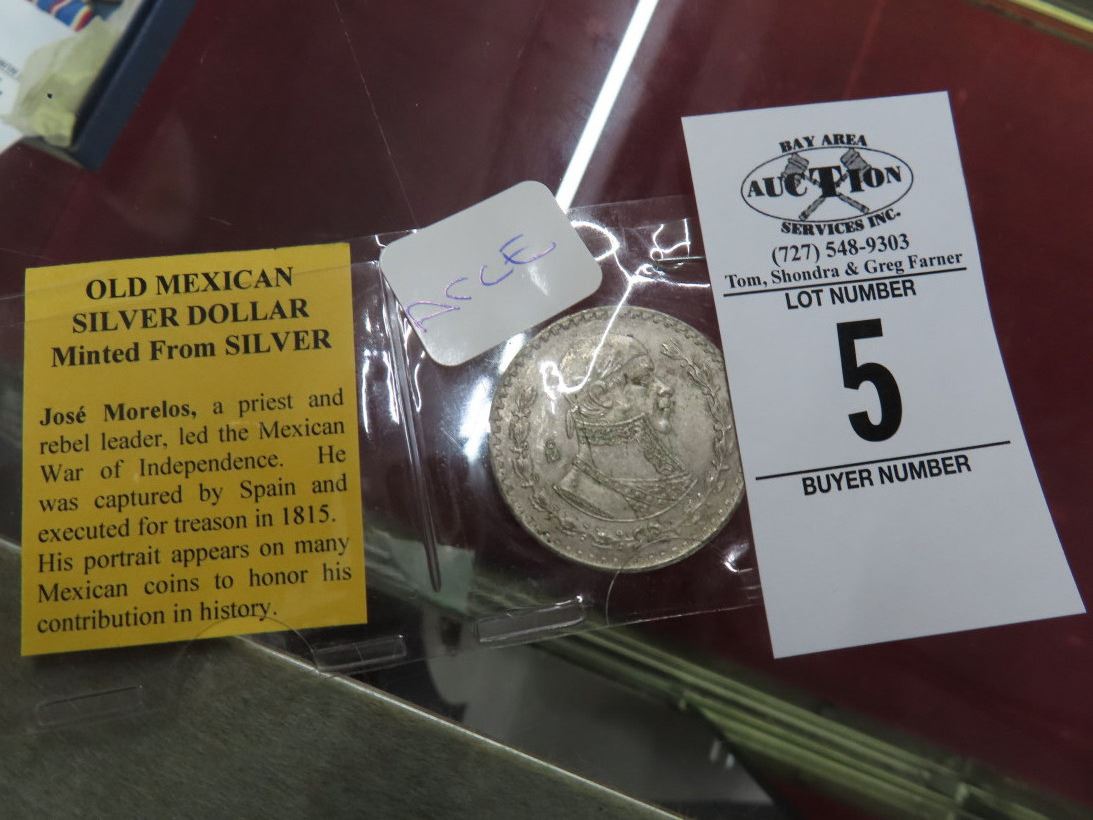 OLD MEXICAN
SILVER DOLLAR
Minted From SILVER
José Morelos, a priest and
rebel leader, led the Mexican
War of Independence. He
was captured by Spain and
executed for treason in 1815.
His portrait appears on many
Mexican coins to honor his
contribution in history.
ACCE
BAY AREA
AUCTION
SERVICES INC.
(727) 548-9303
Tom, Shondra & Greg Farner
LOT NUMBER
5
BUYER NUMBER